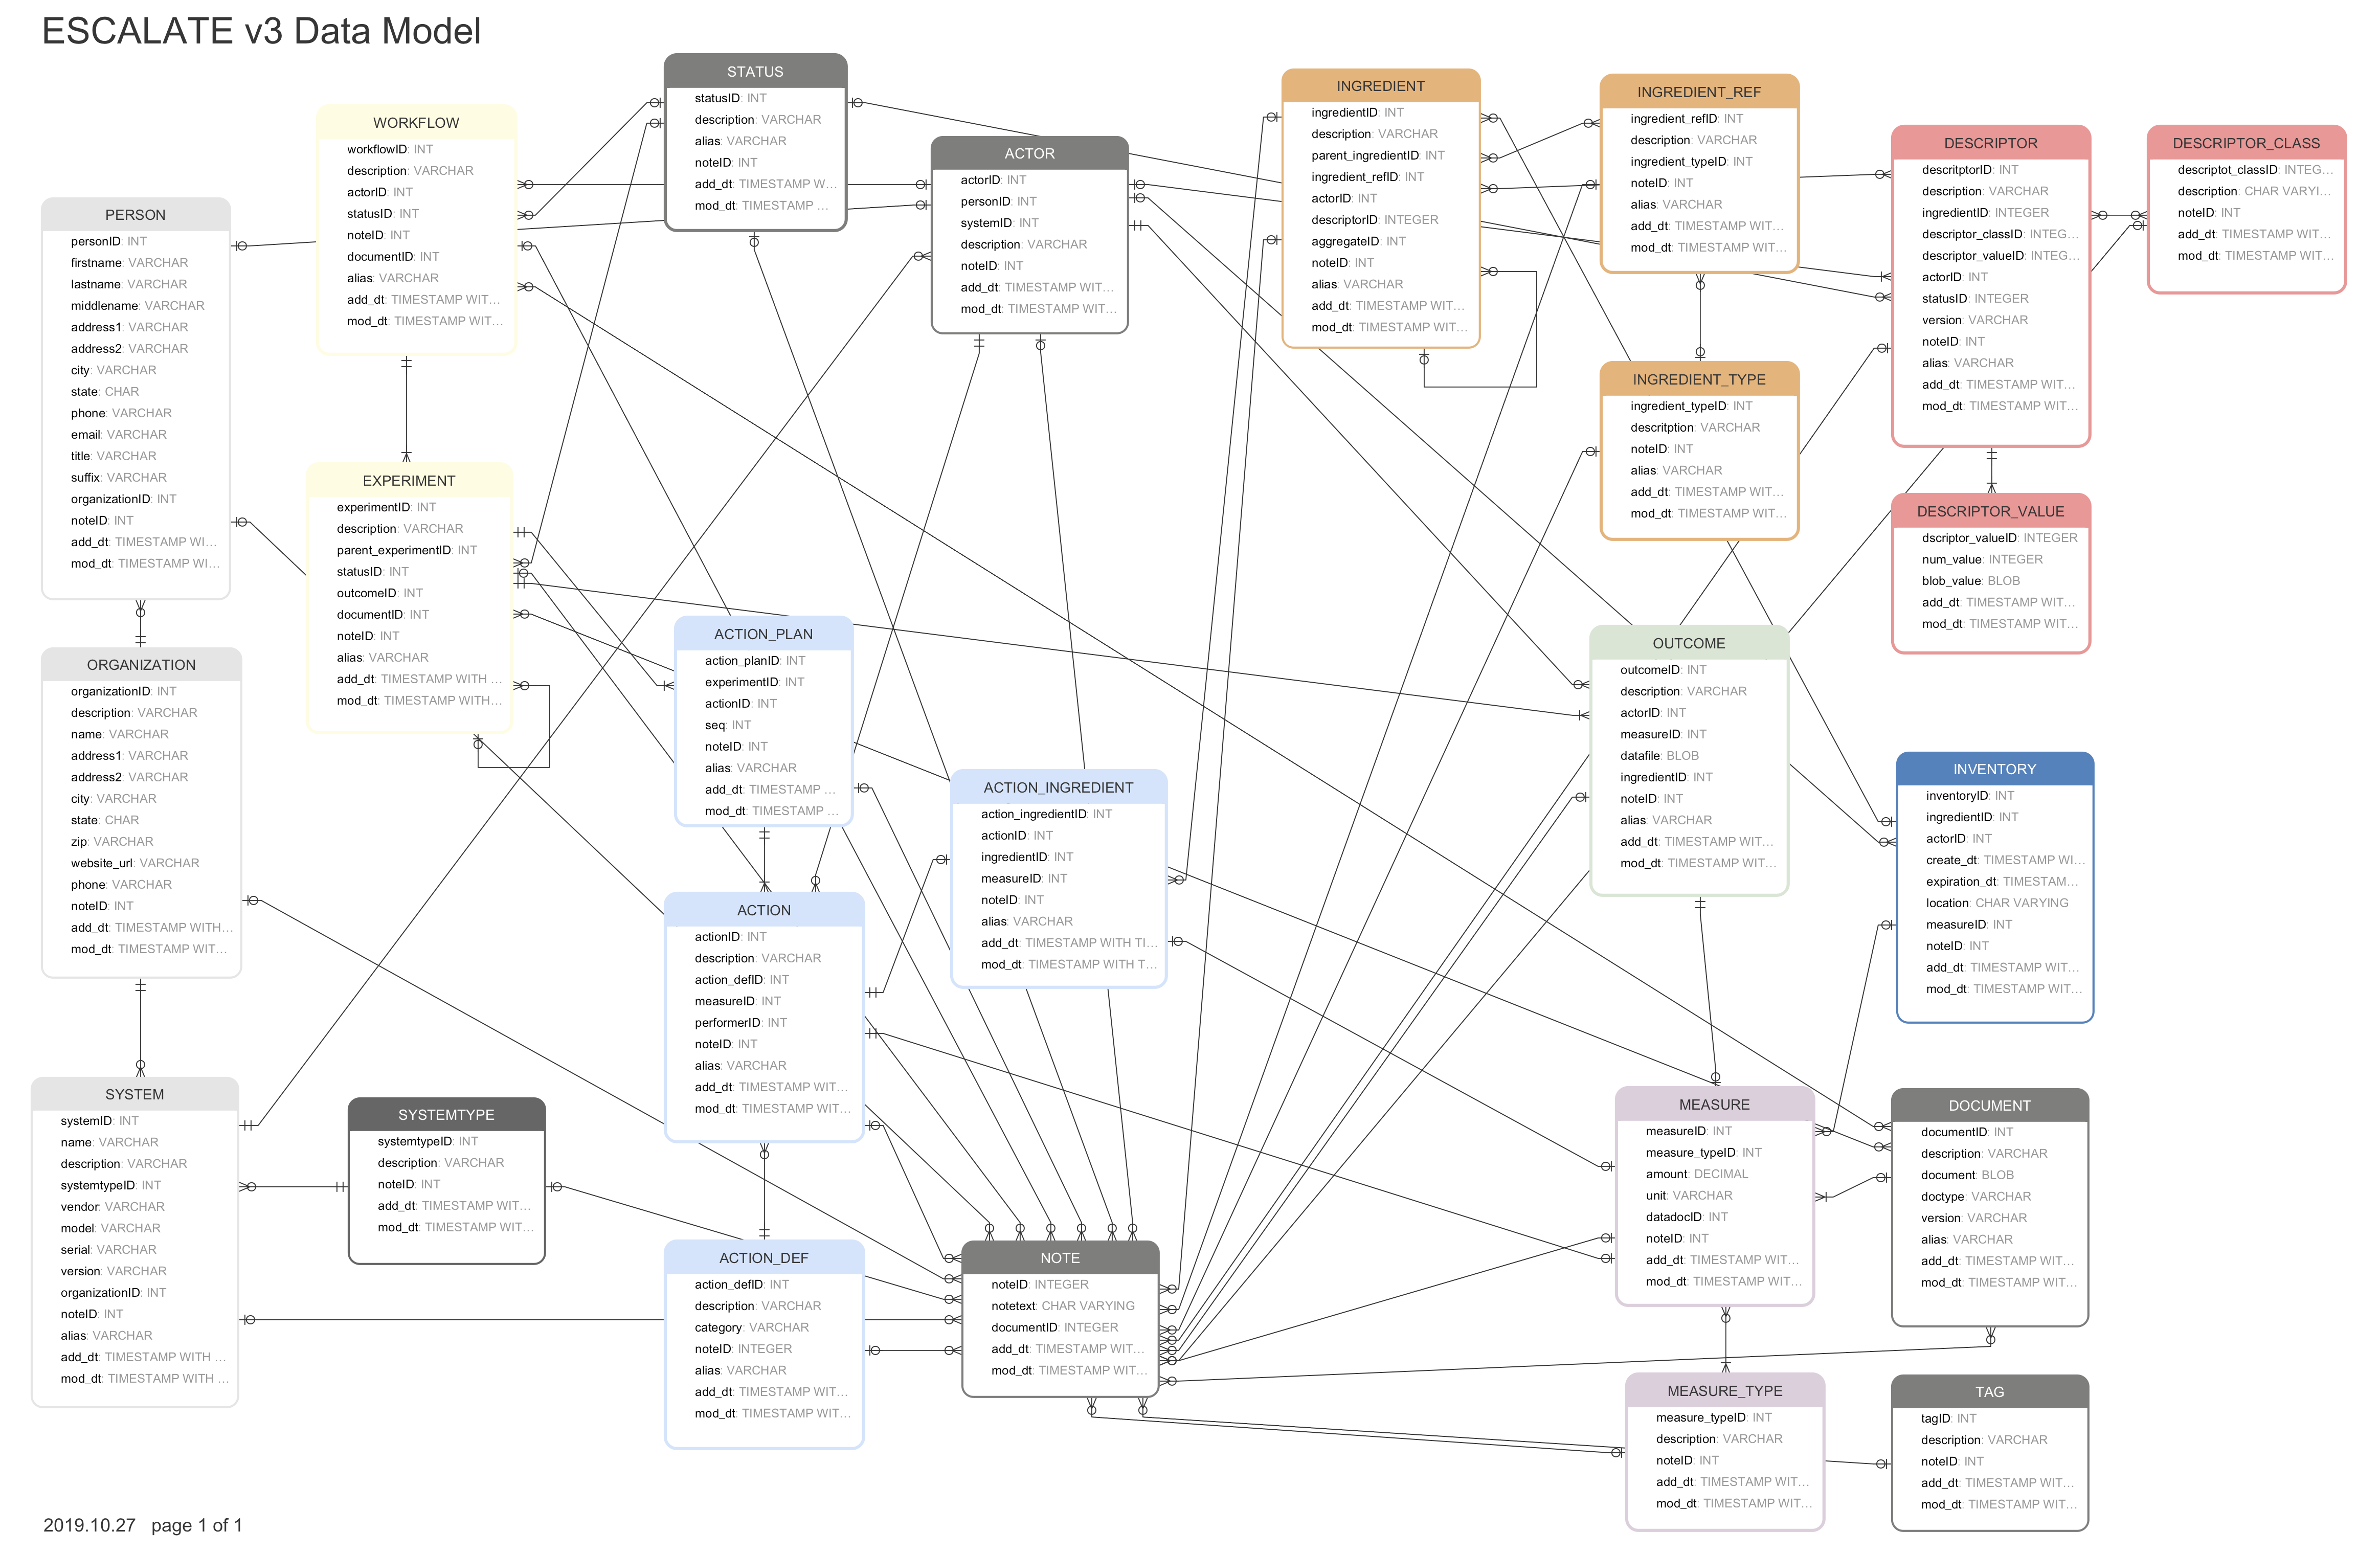 ESCALATE v3 Data Model
PERSON
personID: INT
firstname: VARCHAR
lastname: VARCHAR
middlename: VARCHAR
address1: VARCHAR
address2: VARCHAR
city: VARCHAR
state: CHAR
phone: VARCHAR
email: VARCHAR
title: VARCHAR
suffix: VARCHAR
organizationID: INT
noteID: INT
add_dt: TIMESTAMP WI...
mod_dt: TIMESTAMP WI...
ORGANIZATION
organizationID: INT
description: VARCHAR
name: VARCHAR
address1: VARCHAR
address2: VARCHAR
city: VARCHAR
state: CHAR
zip: VARCHAR
website_url: VARCHAR
phone: VARCHAR
noteID: INT
add_dt: TIMESTAMP WITH...
mod_dt: TIMESTAMP WIT...
SYSTEM
systemID: INT
name: VARCHAR
description: VARCHAR
systemtypeID: INT
vendor: VARCHAR
model: VARCHAR
serial: VARCHAR
version: VARCHAR
organizationID: INT
noteID: INT
alias: VARCHAR
add_dt: TIMESTAMP WITH ...
mod_dt: TIMESTAMP WITH ...
WORKFLOW
workflowID: INT
description: VARCHAR
actorID: INT
statusID: INT
noteID: INT
documentID: INT
alias: VARCHAR
add_dt: TIMESTAMP WIT...
mod_dt: TIMESTAMP WIT...
EXPERIMENT
experimentID: INT
description: VARCHAR
parent_experimentID: INT
statusID: INT
outcomeID: INT
documentID: INT
noteID: INT
alias: VARCHAR
add_dt: TIMESTAMP WITH ...
mod_dt: TIMESTAMP WITH...
SYSTEMTYPE
systemtypeID: INT
description: VARCHAR
noteID: INT
add_dt: TIMESTAMP WIT...
mod_dt: TIMESTAMP WIT...
STATUS
statusID: INT
description: VARCHAR
alias: VARCHAR
noteID: INT
add_dt: TIMESTAMP W...
mod_dt: TIMESTAMP ...
ACTION_PLAN
action_planID: INT
experimentID: INT
actionID: INT
seq: INT
noteID: INT
alias: VARCHAR
add_dt: TIMESTAMP ...
mod_dt: TIMESTAMP ...
ACTION
actionID: INT
description: VARCHAR
action_defID: INT
measureID: INT
performerID: INT
noteID: INT
alias: VARCHAR
add_dt: TIMESTAMP WIT...
mod_dt: TIMESTAMP WIT...
ACTION_DEF
action_defID: INT
description: VARCHAR
category: VARCHAR
noteID: INTEGER
alias: VARCHAR
add_dt: TIMESTAMP WIT...
mod_dt: TIMESTAMP WIT...
ACTOR
actorID: INT
personID: INT
systemID: INT
description: VARCHAR
noteID: INT
add_dt: TIMESTAMP WIT...
mod_dt: TIMESTAMP WIT...
ACTION_INGREDIENT
action_ingredientID: INT
actionID: INT
ingredientID: INT
measureID: INT
noteID: INT
alias: VARCHAR
add_dt: TIMESTAMP WITH TI...
mod_dt: TIMESTAMP WITH T...
NOTE
noteID: INTEGER
notetext: CHAR VARYING
documentID: INTEGER
add_dt: TIMESTAMP WIT...
mod_dt: TIMESTAMP WIT...
INGREDIENT
ingredientID: INT
description: VARCHAR
parent_ingredientID: INT
ingredient_refID: INT
actorID: INT
descriptorID: INTEGER
aggregateID: INT
noteID: INT
alias: VARCHAR
add_dt: TIMESTAMP WIT...
mod_dt: TIMESTAMP WIT...
INGREDIENT_REF
ingredient_refID: INT
description: VARCHAR
ingredient_typeID: INT
noteID: INT
alias: VARCHAR
add_dt: TIMESTAMP WIT...
mod_dt: TIMESTAMP WIT...
INGREDIENT_TYPE
ingredient_typeID: INT
descritption: VARCHAR
noteID: INT
alias: VARCHAR
add_dt: TIMESTAMP WIT...
mod_dt: TIMESTAMP WIT...
OUTCOME
outcomeID: INT
description: VARCHAR
actorID: INT
measureID: INT
datafile: BLOB
ingredientID: INT
noteID: INT
alias: VARCHAR
add_dt: TIMESTAMP WIT...
mod_dt: TIMESTAMP WIT...
MEASURE
measureID: INT
measure_typeID: INT
amount: DECIMAL
unit: VARCHAR
datadocID: INT
noteID: INT
add_dt: TIMESTAMP WIT...
mod_dt: TIMESTAMP WIT...
MEASURE_TYPE
measure_typeID: INT
description: VARCHAR
noteID: INT
add_dt: TIMESTAMP WIT...
mod_dt: TIMESTAMP WIT...
DESCRIPTOR
descritptorID: INT
description: VARCHAR
ingredientID: INTEGER
descriptor_classID: INTEG...
descriptor_valueID: INTEG...
actorID: INT
statusID: INTEGER
version: VARCHAR
noteID: INT
alias: VARCHAR
add_dt: TIMESTAMP WIT...
mod_dt: TIMESTAMP WIT...
DESCRIPTOR_CLASS
descriptot_classID: INTEG...
description: CHAR VARYI...
noteID: INT
add_dt: TIMESTAMP WIT...
mod_dt: TIMESTAMP WIT...
DESCRIPTOR_VALUE
dscriptor_valueID: INTEGER
num_value: INTEGER
blob_value: BLOB
add_dt: TIMESTAMP WIT...
mod_dt: TIMESTAMP WIT...
INVENTORY
inventoryID: INT
ingredientID: INT
actorID: INT
create_dt: TIMESTAMP WI...
expiration_dt: TIMESTAM...
location: CHAR VARYING
measureID: INT
noteID: INT
add_dt: TIMESTAMP WIT...
mod_dt: TIMESTAMP WIT...
DOCUMENT
documentID: INT
description: VARCHAR
document: BLOB
doctype: VARCHAR
version: VARCHAR
alias: VARCHAR
add_dt: TIMESTAMP WIT...
mod_dt: TIMESTAMP WIT...
TAG
tagID: INT
description: VARCHAR
noteID: INT
add_dt: TIMESTAMP WIT...
mod_dt: TIMESTAMP WIT...
2019.10.27 page 1 of 1